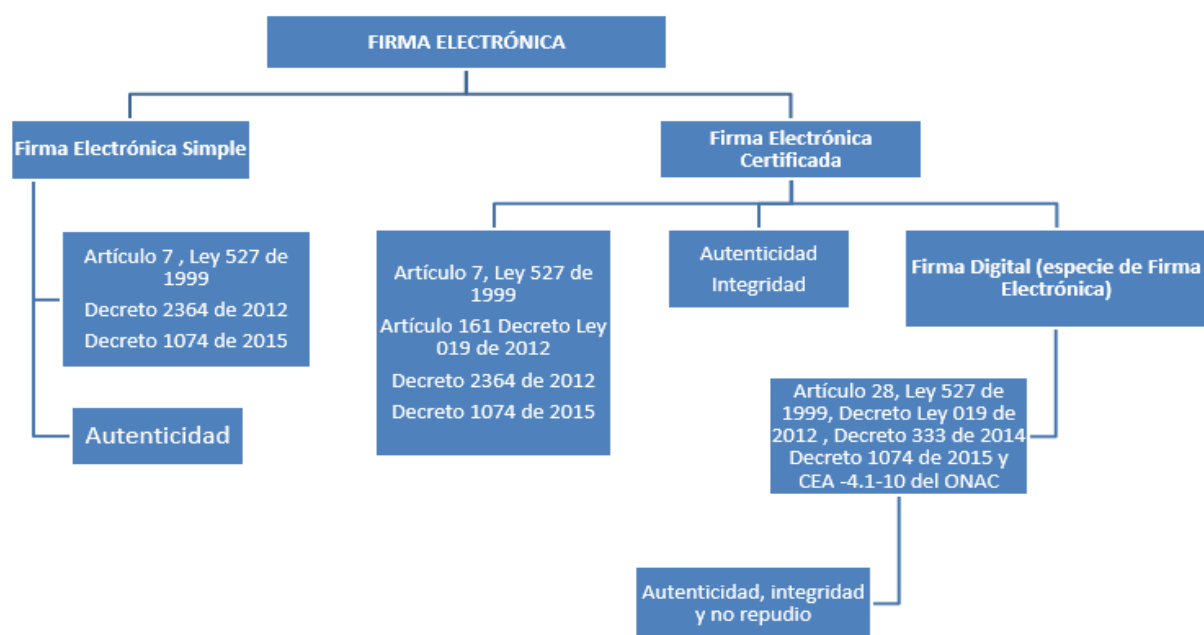 FIRMA ELECTRÓNICA
Firma Electrónica Simple
Artículo 7 , Ley 527 de
1999
Decreto 2364 de 2012
Decreto 1074 de 2015
Autenticidad
Firma Electrónica
Certificada
Artículo 7, Ley 527 de
1999
Artículo 161 Decreto Ley
019 de 2012
Decreto 2364 de 2012
Decreto 1074 de 2015
Autenticidad
Integridad
Firma Digital (especie de Firma
Electrónica)
Artículo 28, Ley 527 de
1999, Decreto Ley 019 de
2012 , Decreto 333 de 2014
Decreto 1074 de 2015 y
CEA -4.1-10 del ONAC
Autenticidad, integridad
y no repudio